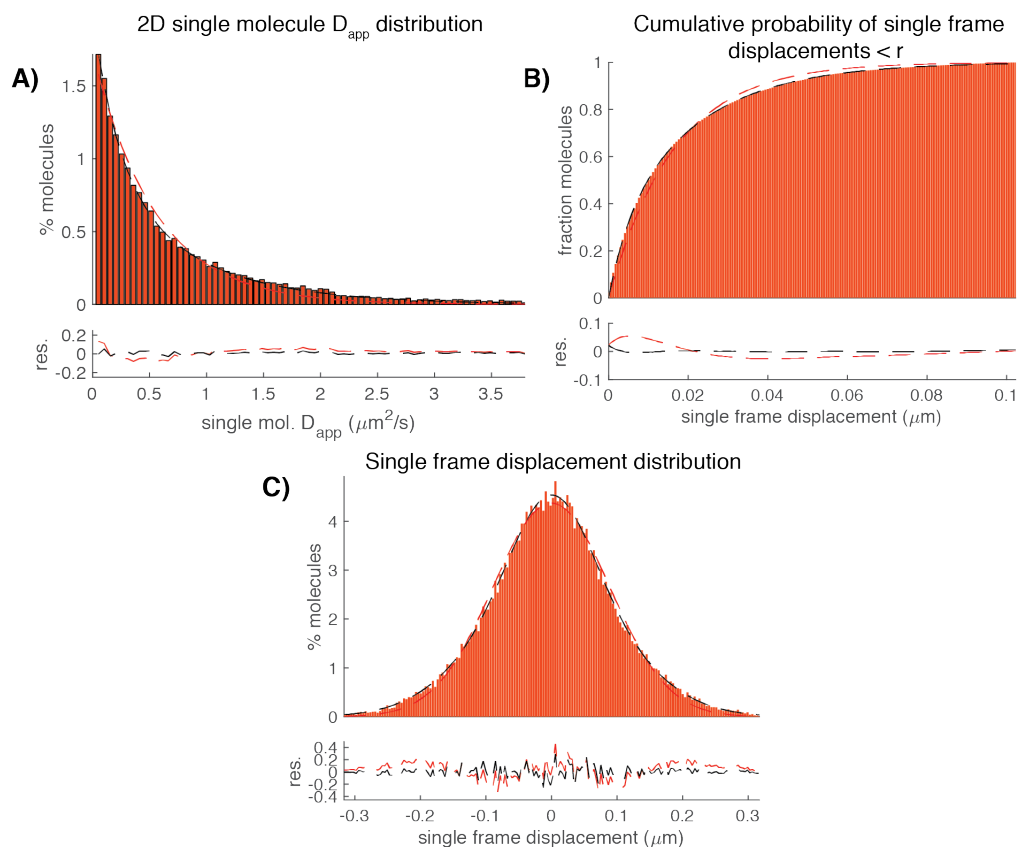 2D single molecule Dapp distribution
A)
1.5
1
0.5
0
% molecules
0.2
0
-0.2
res.
0 0.5 1 1.5 2 2.5 3 3.5
single mol. Dapp (μm2/s)
Cumulative probability of single frame
displacements < r
B)
1
0.8
0.6
0.4
0.2
0
fraction molecules
0.1
0
-0.1
res.
0 0.02 0.04 0.06 0.08 0.1
single frame displacement (μm)
Single frame displacement distribution
C)
4
3
2
1
0
% molecules
0.4
0.2
0
-0.2
-0.4
res.
-0.3 -0.2 -0.1 0 0.1 0.2 0.3
single frame displacement (μm)